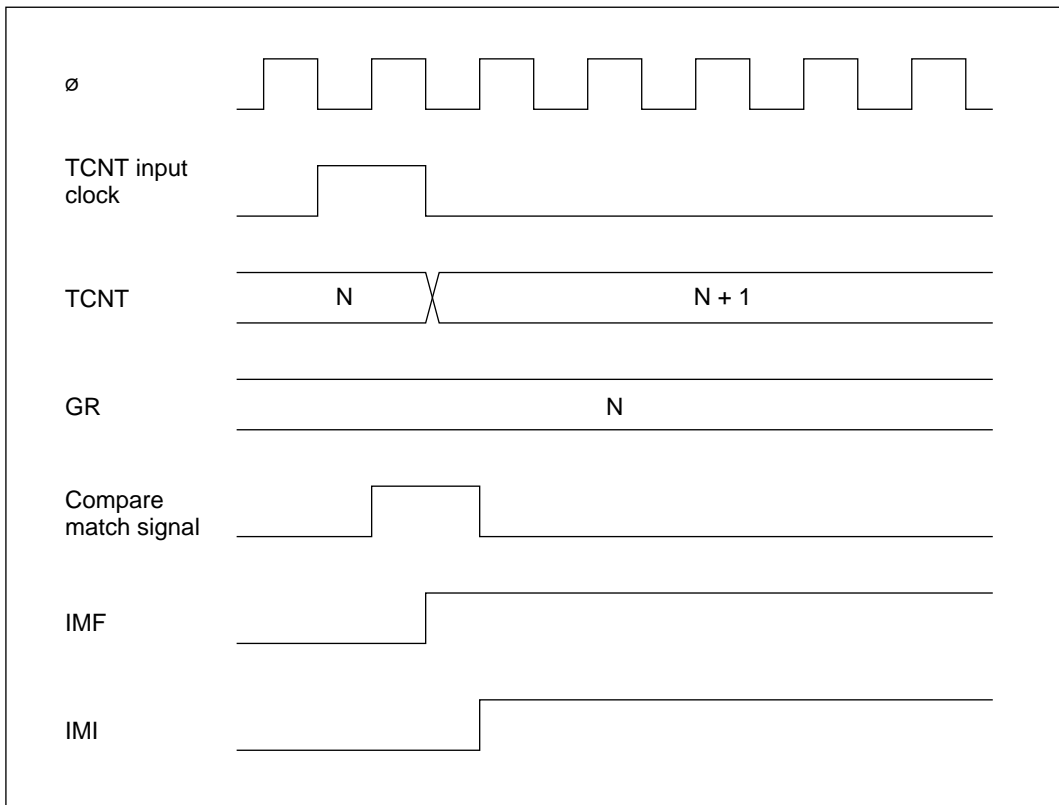 ø
TCNT input
clock
TCNT
N
N + 1
GR
N
Compare
match signal
IMF
IMI